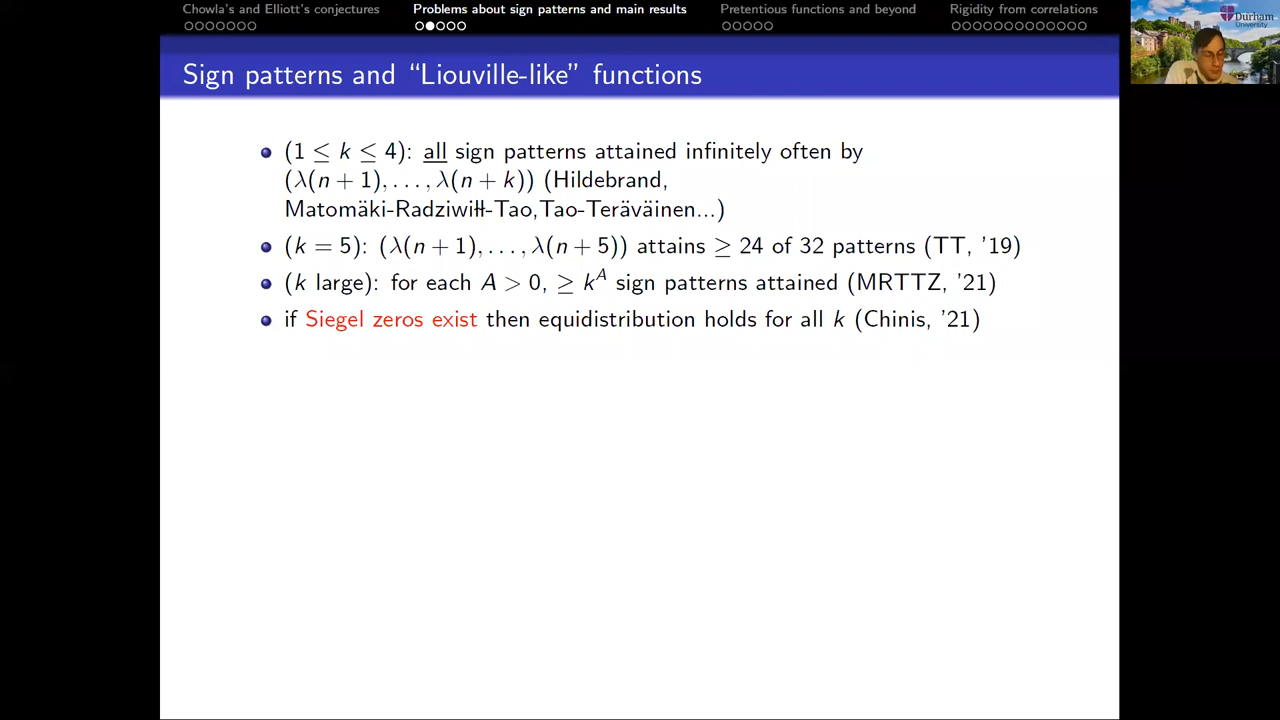 Chowla's and Elliott's conjectures
Problems about sign patterns and main results
Pretentious functions and beyond
Rigidity from correlations
Durham
University
Sign patterns and “Liouville-like” functions
(1 ≤ k ≤ 4): all sign patterns attained infinitely often by
(λ(n + 1), . . . , λ(n + k)) (Hildebrand,
Matomäki-Radziwiłł-Tao,Tao-Teräväinen...)
(k = 5): (λ(n + 1), . . . , λ(n + 5)) attains ≥ 24 of 32 patterns (TT, '19)
(k large): for each A > 0, ≥ k^A sign patterns attained (MRTTZ, '21)
if Siegel zeros exist then equidistribution holds for all k (Chinis, '21)